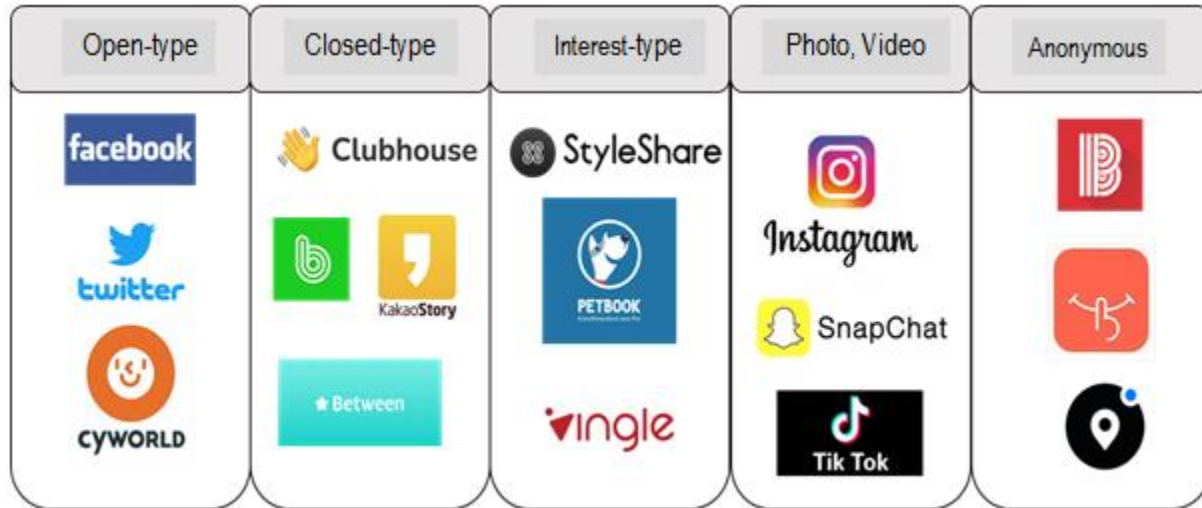 Open-type
Closed-type
Interest-type
Photo, Video
Anonymous
facebook
twitter
CYWORLD
Clubhouse
b
KakaoStory
Between
StyleShare
PETBOOK
vingle
Instagram
SnapChat
Tik Tok
B